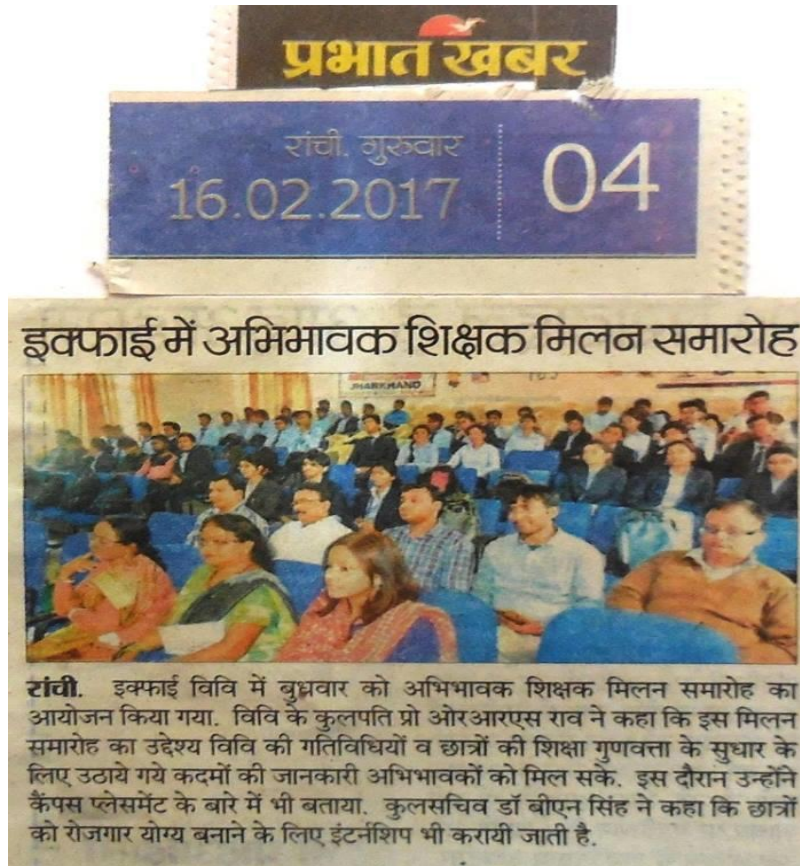 प्रभात खबर
रांची, गुरुवार
16.02.2017
04
इक्फाई में अभिभावक शिक्षक मिलन समारोह
JHARKHAND
रांची. इक्फाई विवि में बुधवार को अभिभावक शिक्षक मिलन समारोह का
आयोजन किया गया. विवि के कुलपति प्रो ओआरएस राव ने कहा कि इस मिलन
समारोह का उद्देश्य विवि की गतिविधियों व छात्रों की शिक्षा गुणवत्ता के सुधार के
लिए उठाये गये कदमों की जानकारी अभिभावकों को मिल सके. इस दौरान उन्होंने
कैंपस प्लेसमेंट के बारे में भी बताया. कुलसचिव डॉ बीएन सिंह ने कहा कि छात्रों
को रोजगार योग्य बनाने के लिए इंटर्नशिप भी करायी जाती है.